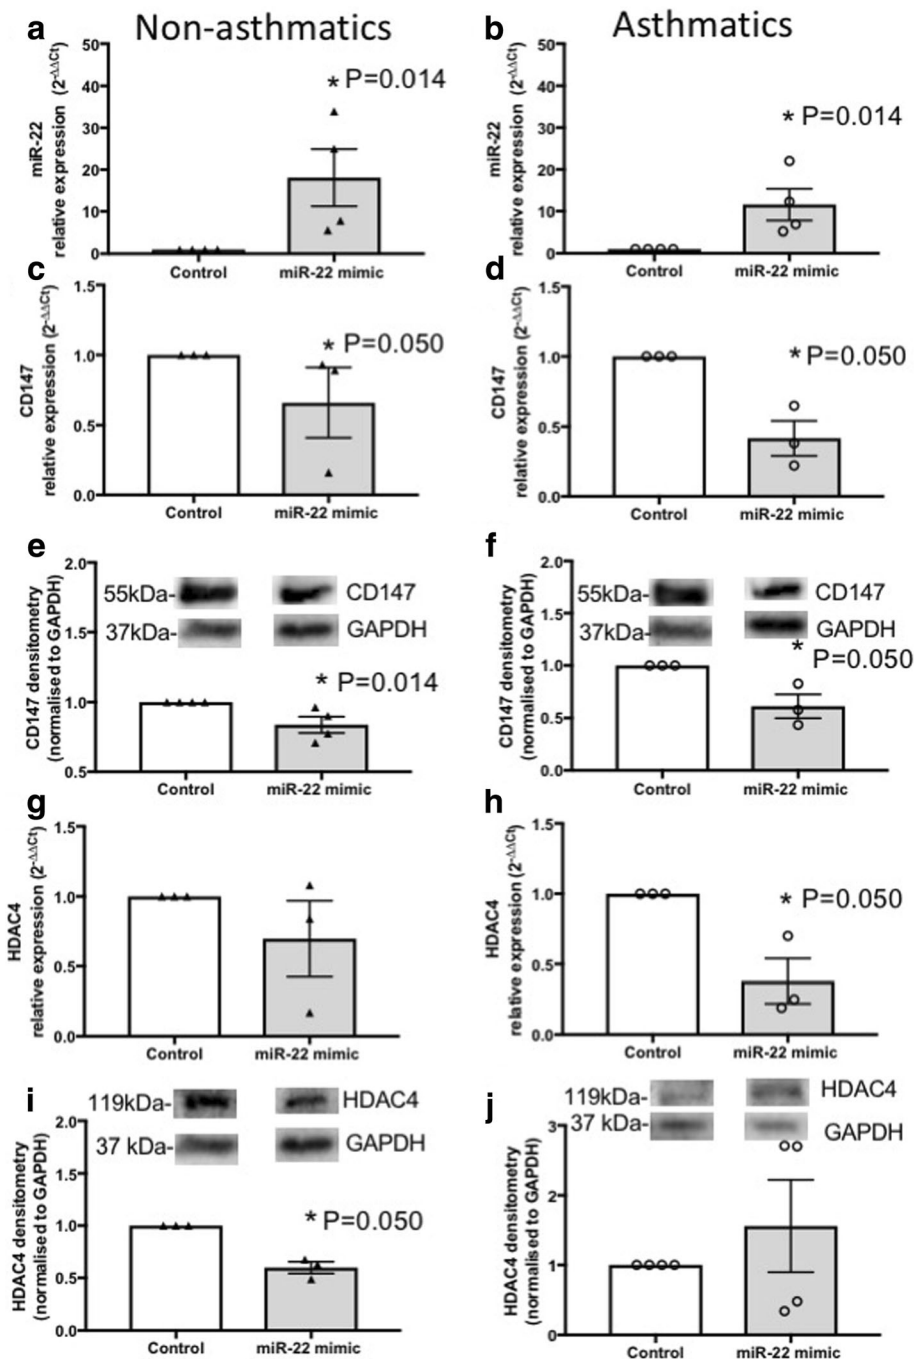 a
Non-asthmatics
b
Asthmatics
miR-22
relative expression (2-ΔΔCt)
50
40
30
20
10
0
* P=0.014
Control
miR-22 mimic
miR-22
relative expression (2-ΔΔCt)
50
40
30
20
10
0
* P=0.014
Control
miR-22 mimic
c
CD147
relative expression (2-ΔΔCt)
1.5
1.0
0.5
0.0
* P=0.050
Control
miR-22 mimic
d
CD147
relative expression (2-ΔΔCt)
1.5
1.0
0.5
0.0
* P=0.050
Control
miR-22 mimic
e
CD147 densitometry
(normalised to GAPDH)
2.0
1.5
1.0
0.5
55kDa-
CD147
37kDa-
GAPDH
* P=0.014
Control
miR-22 mimic
f
CD147 densitometry
(normalised to GAPDH)
2.0
1.5
1.0
0.5
0.0
55kDa-
CD147
37kDa-
GAPDH
*
P=0.050
Control
miR-22 mimic
g
HDAC4
relative expression (2-ΔΔCt)
1.5
1.0
0.5
0.0
Control
miR-22 mimic
h
HDAC4
relative expression (2-ΔΔCt)
1.5
1.0
0.5
0.0
* P=0.050
Control
miR-22 mimic
i
HDAC4 densitometry
(normalised to GAPDH)
2.0
1.5
1.0
0.5
0.0
119kDa-
HDAC4
37 kDa-
GAPDH
* P=0.050
Control
miR-22 mimic
j
HDAC4 densitometry
(normalised to GAPDH)
3
2
1
0
119kDa-
HDAC4
37 kDa-
GAPDH
Control
miR-22 mimic